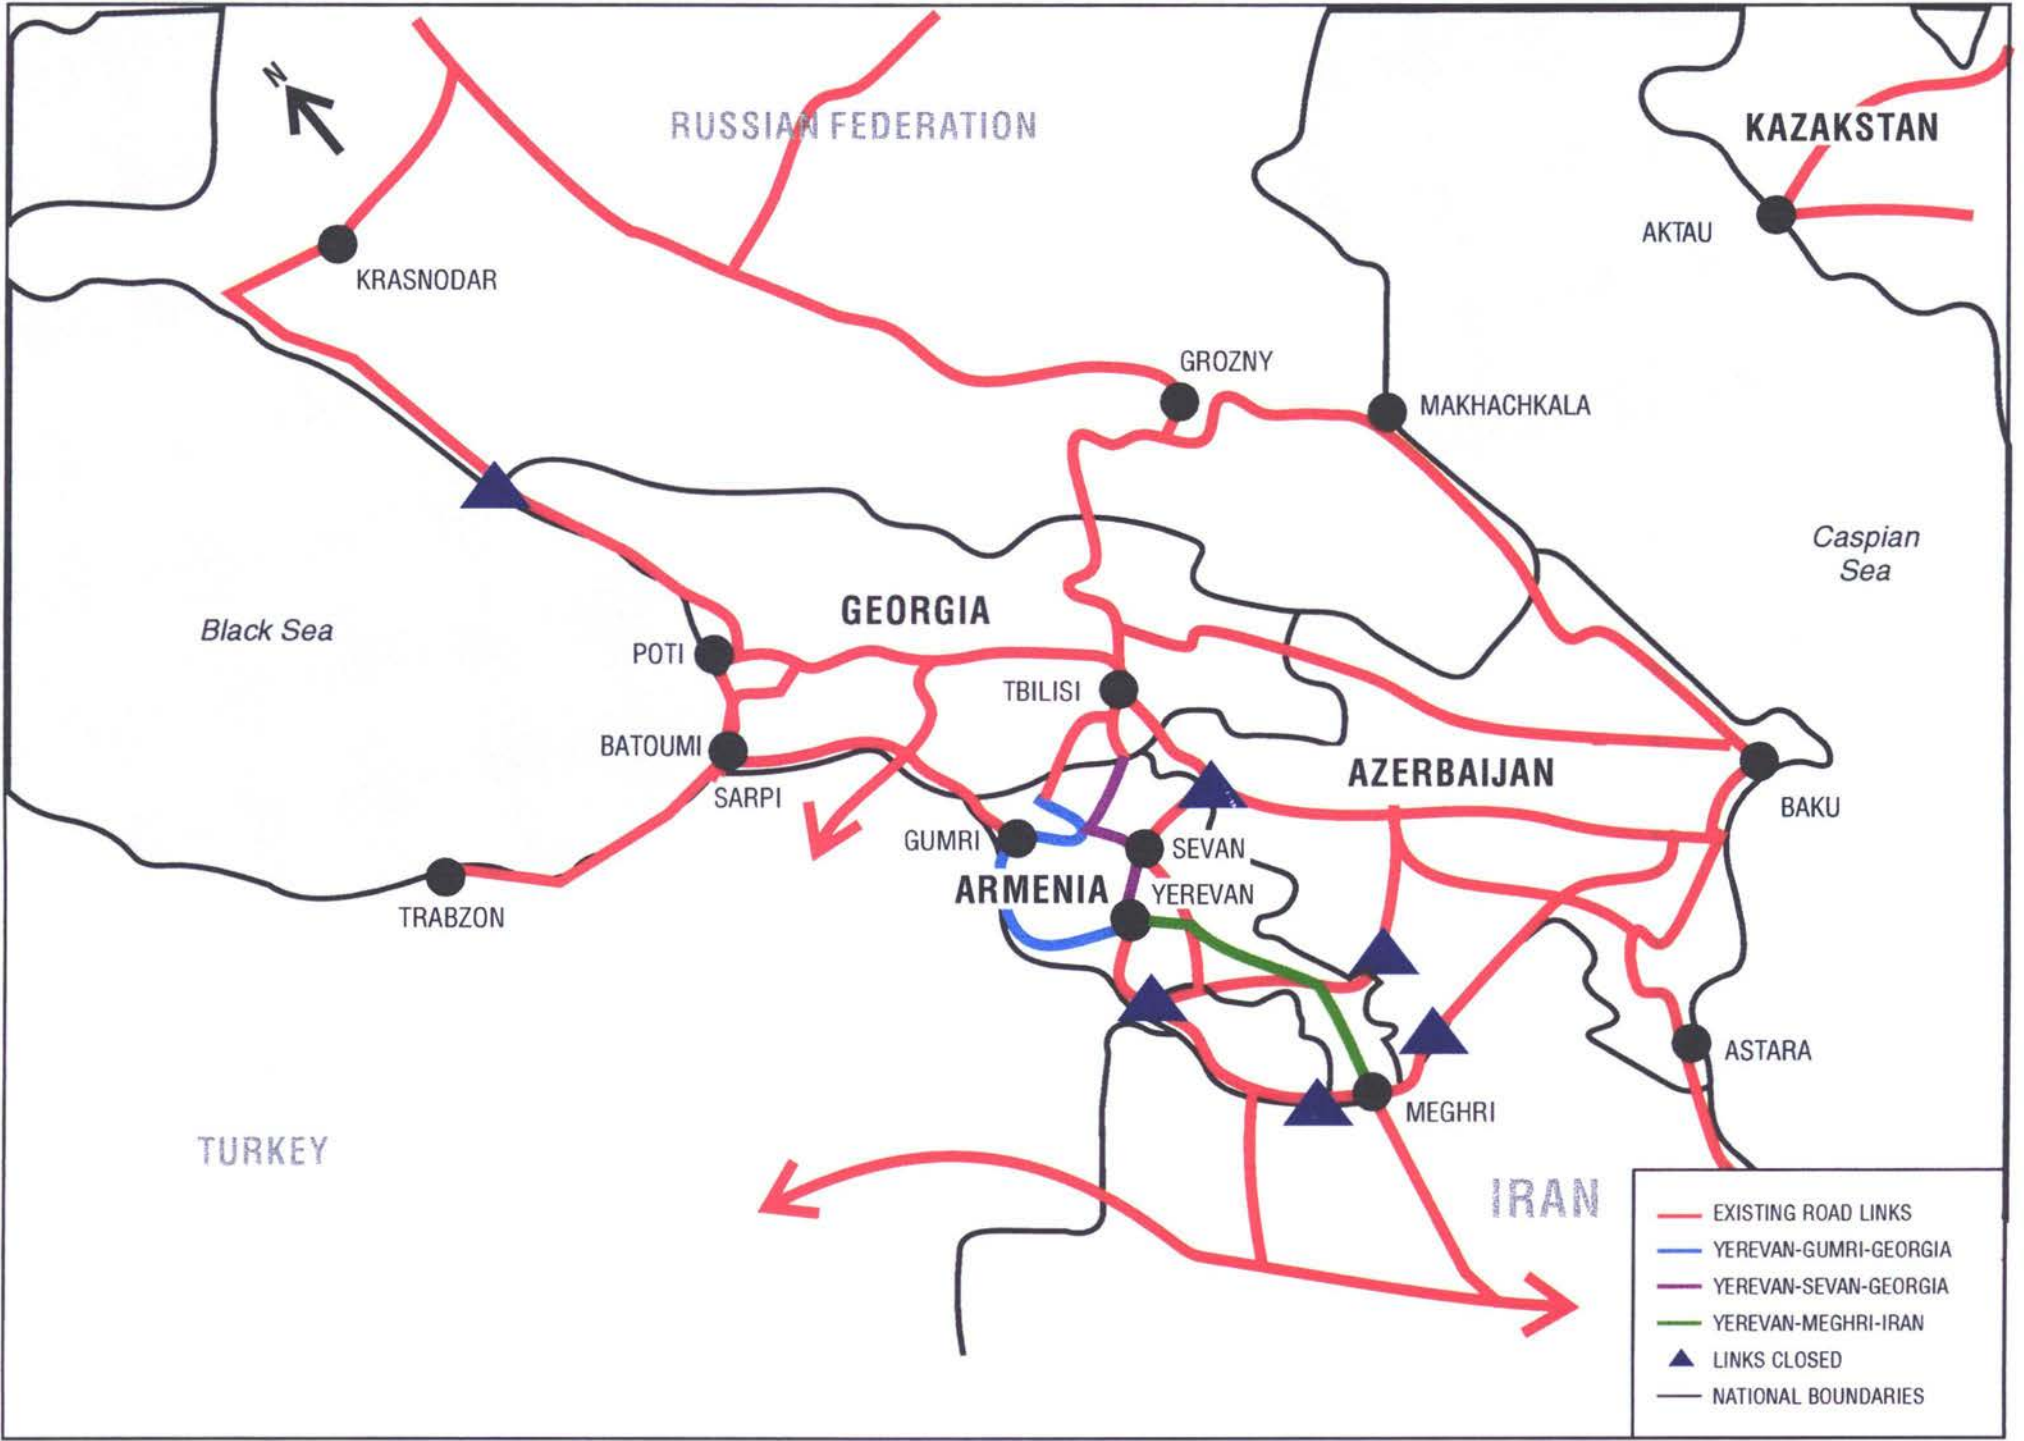 N
RUSSIAN FEDERATION
KAZAKSTAN
AKTAU
KRASNODAR
GROZNY
MAKHACHKALA
Caspian
Sea
GEORGIA
Black Sea
POTI
TBILISI
BATOUMI
AZERBAIJAN
SARPI
BAKU
GUMRI
SEVAN
ARMENIA
YEREVAN
TRABZON
ASTARA
MEGHRI
TURKEY
IRAN
EXISTING ROAD LINKS
YEREVAN-GUMRI-GEORGIA
YEREVAN-SEVAN-GEORGIA
YEREVAN-MEGHRI-IRAN
LINKS CLOSED
NATIONAL BOUNDARIES